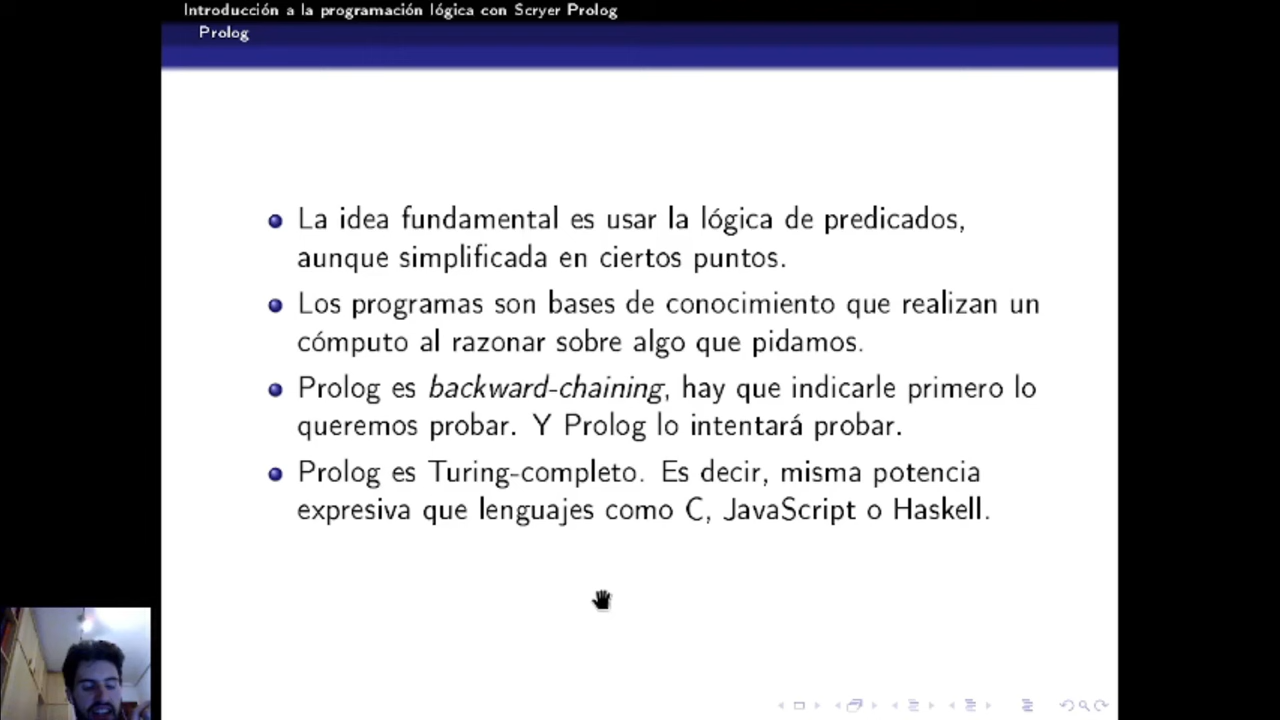 Introducción a la programación lógica con Scryer Prolog
Prolog
La idea fundamental es usar la lógica de predicados,
aunque simplificada en ciertos puntos.
Los programas son bases de conocimiento que realizan un
cómputo al razonar sobre algo que pidamos.
Prolog es backward-chaining, hay que indicarle primero lo
queremos probar. Y Prolog lo intentará probar.
Prolog es Turing-completo. Es decir, misma potencia
expresiva que lenguajes como C, JavaScript o Haskell.